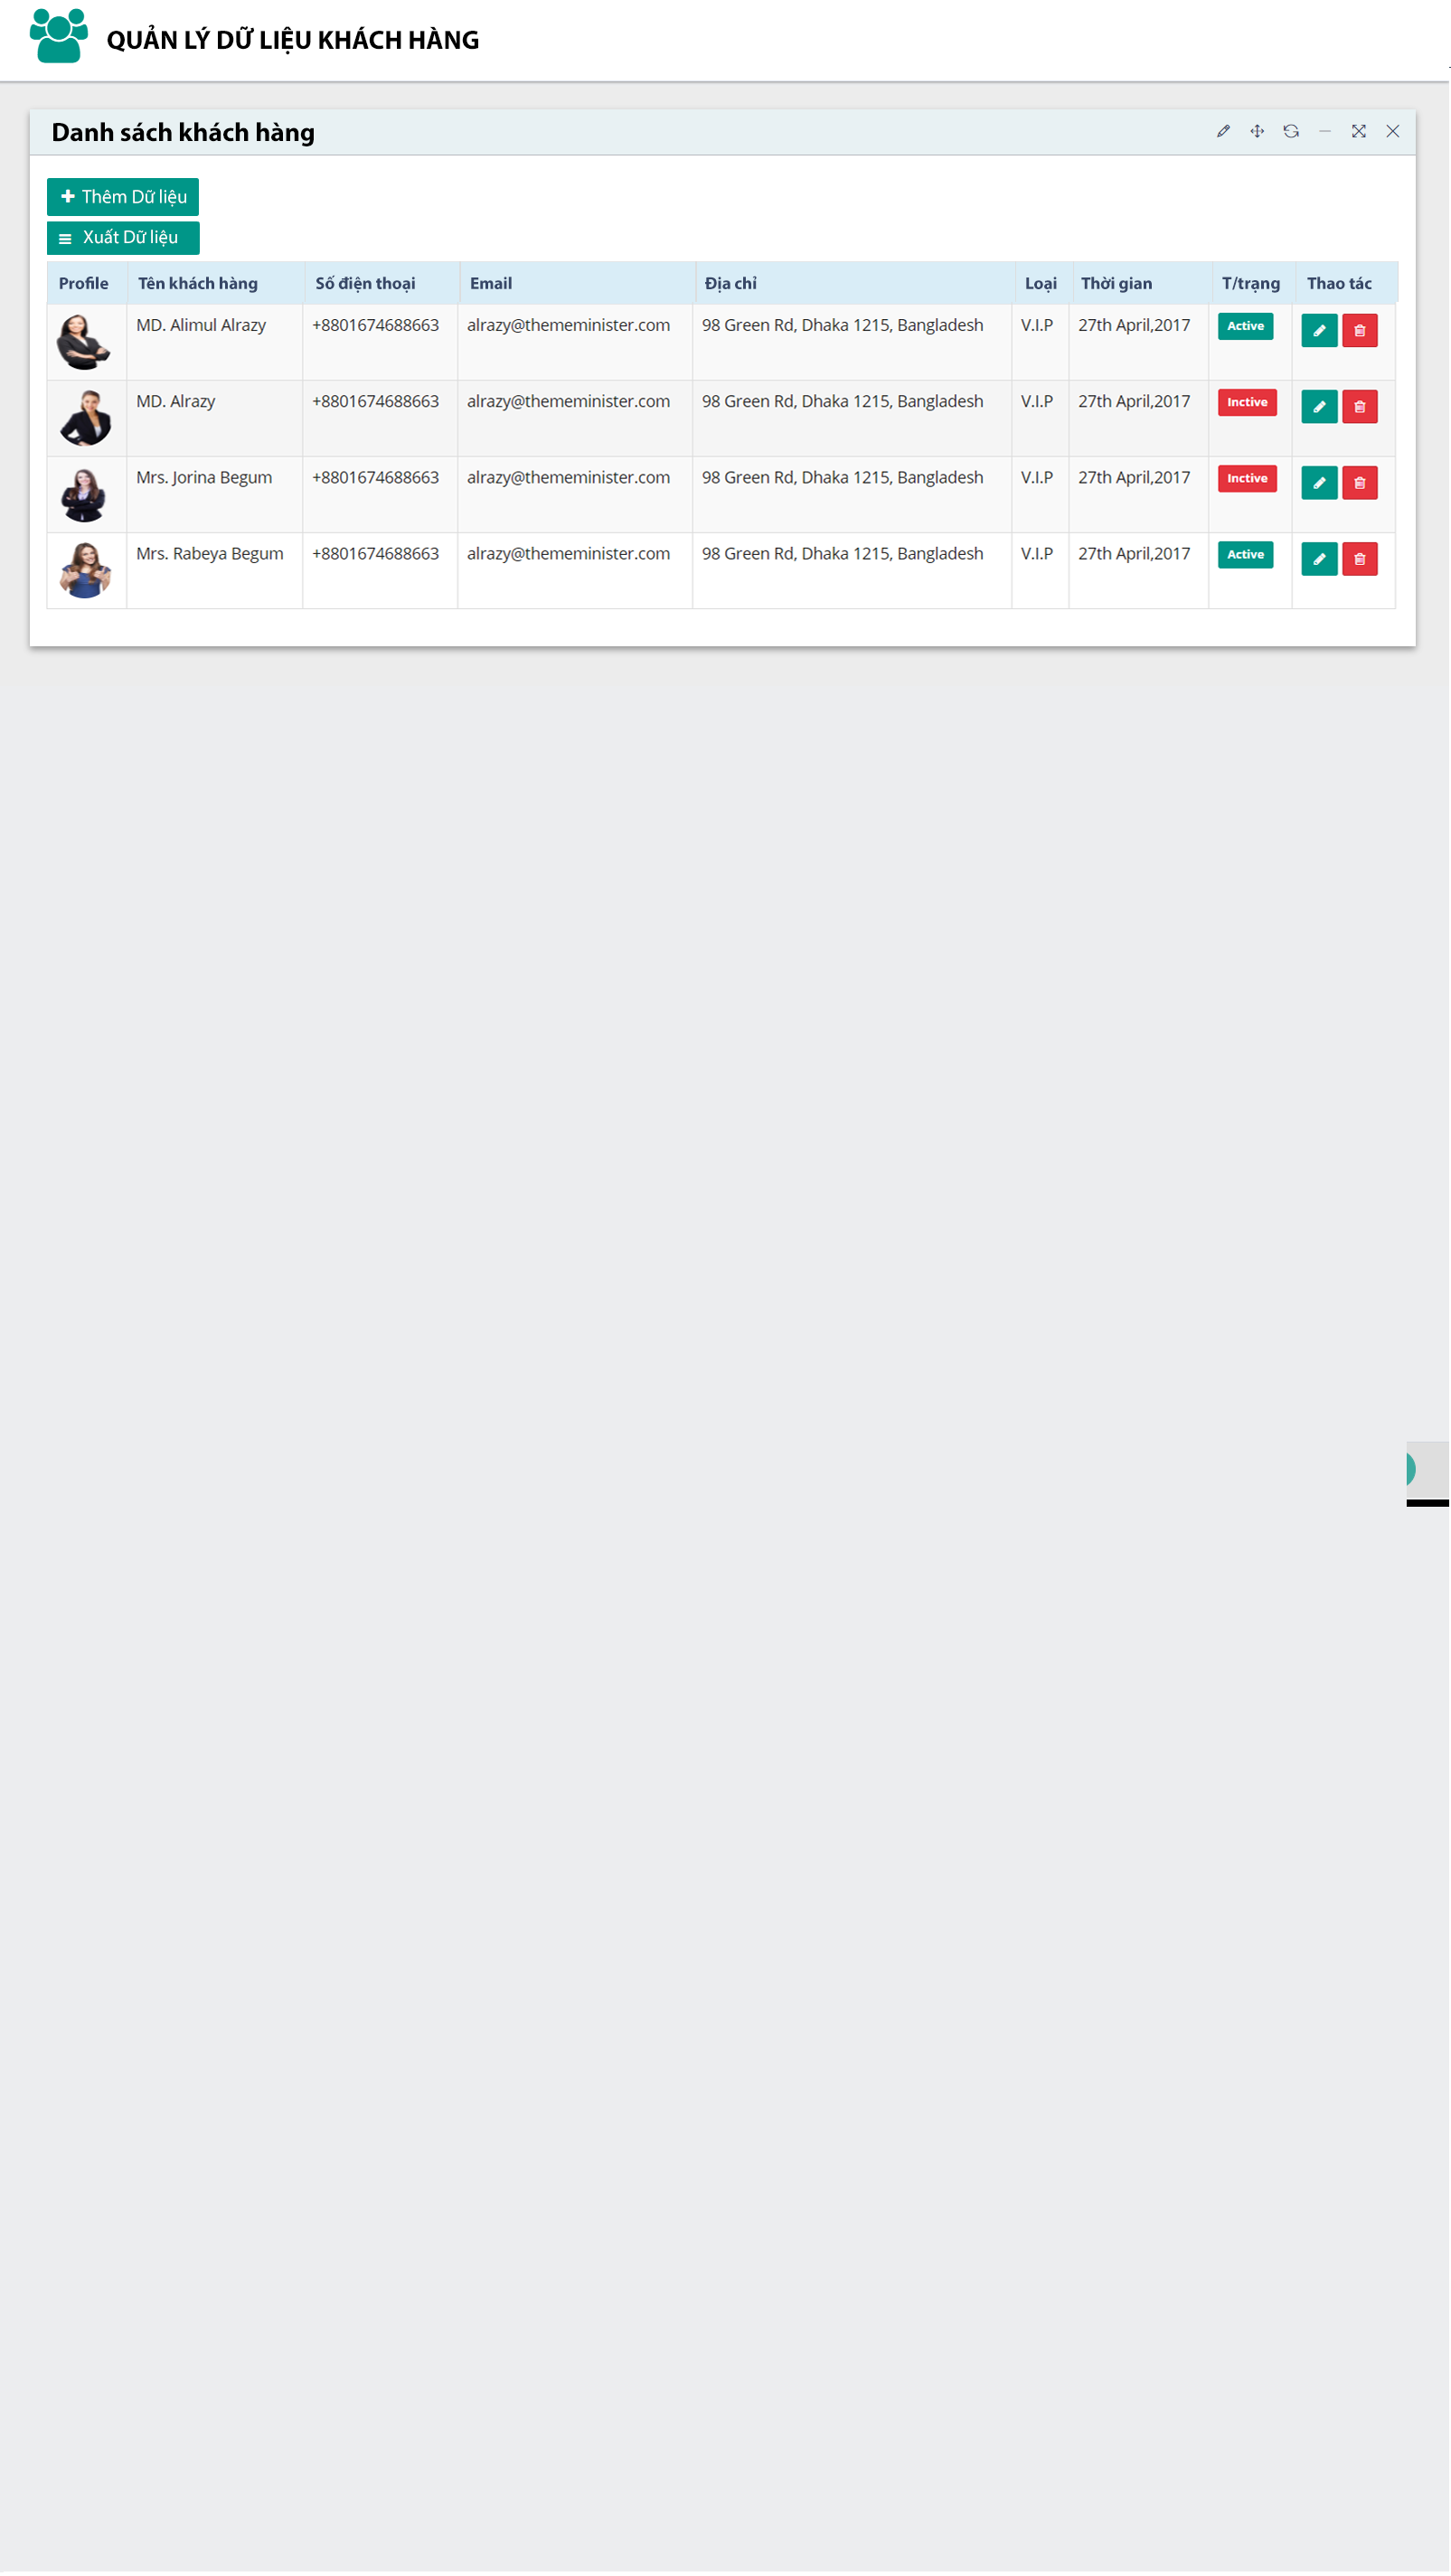 QUẢN LÝ DỮ LIỆU KHÁCH HÀNG
Danh sách khách hàng
Thêm Dữ liệu
Xuất Dữ liệu
Profile Tên khách hàng Số điện thoại Email Địa chỉ Loại Thời gian T/trạng Thao tác
MD. Alimul Alrazy +8801674688663 alrazy@thememinister.com 98 Green Rd, Dhaka 1215, Bangladesh V.I.P 27th April,2017 Active
MD. Alrazy +8801674688663 alrazy@thememinister.com 98 Green Rd, Dhaka 1215, Bangladesh V.I.P 27th April,2017 Inctive
Mrs. Jorina Begum +8801674688663 alrazy@thememinister.com 98 Green Rd, Dhaka 1215, Bangladesh V.I.P 27th April,2017 Inctive
Mrs. Rabeya Begum +8801674688663 alrazy@thememinister.com 98 Green Rd, Dhaka 1215, Bangladesh V.I.P 27th April,2017 Active